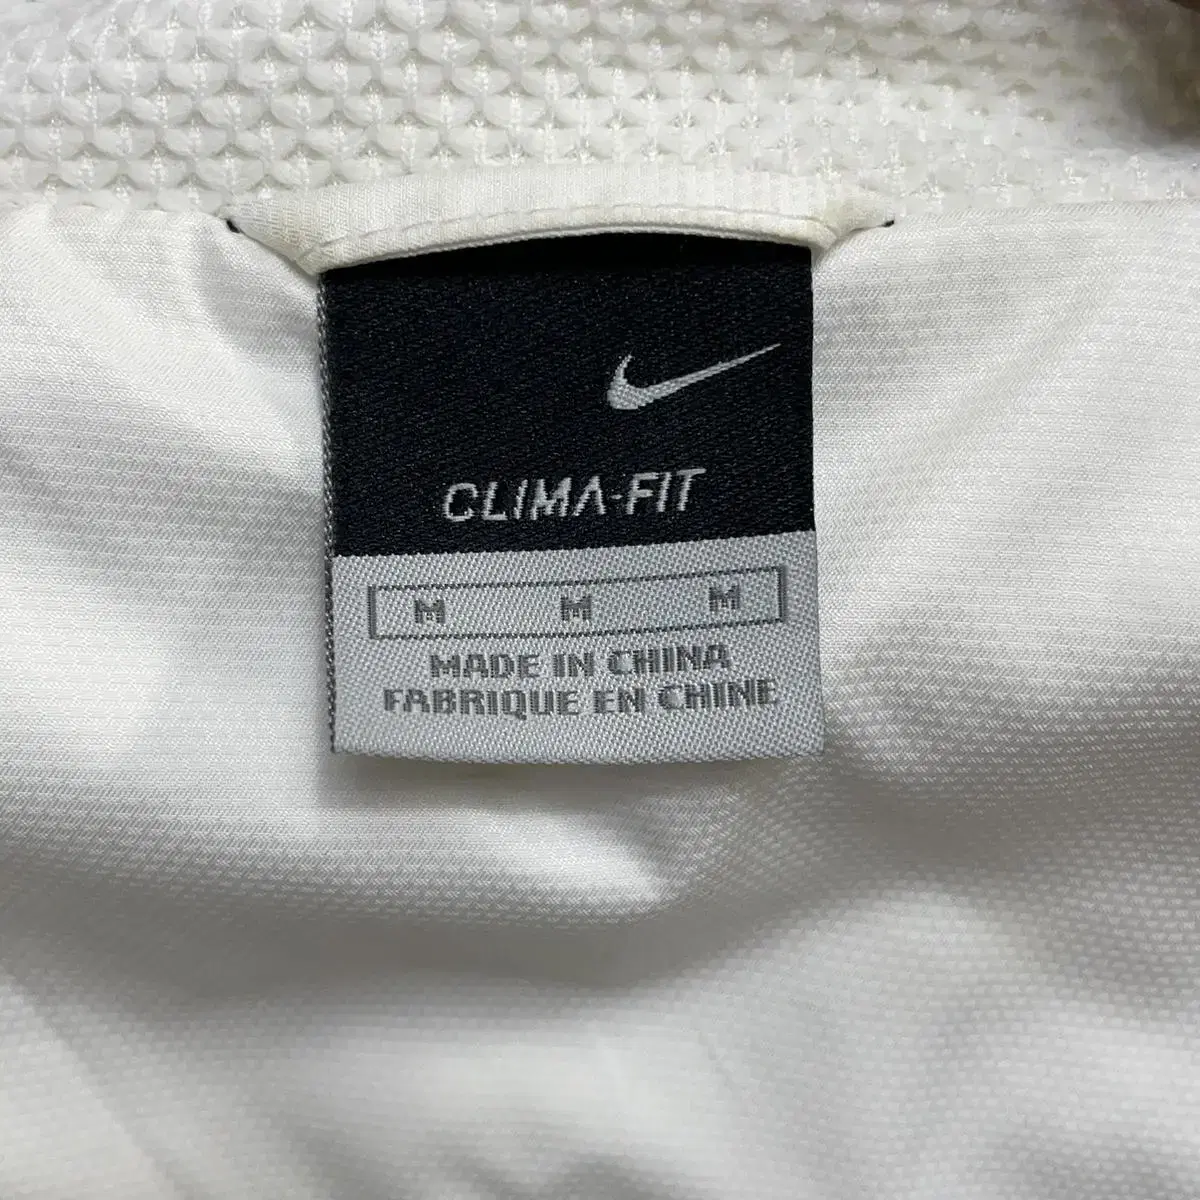 CLIMA-FIT
M M M
MADE IN CHINA
FABRIQUE EN CHINE